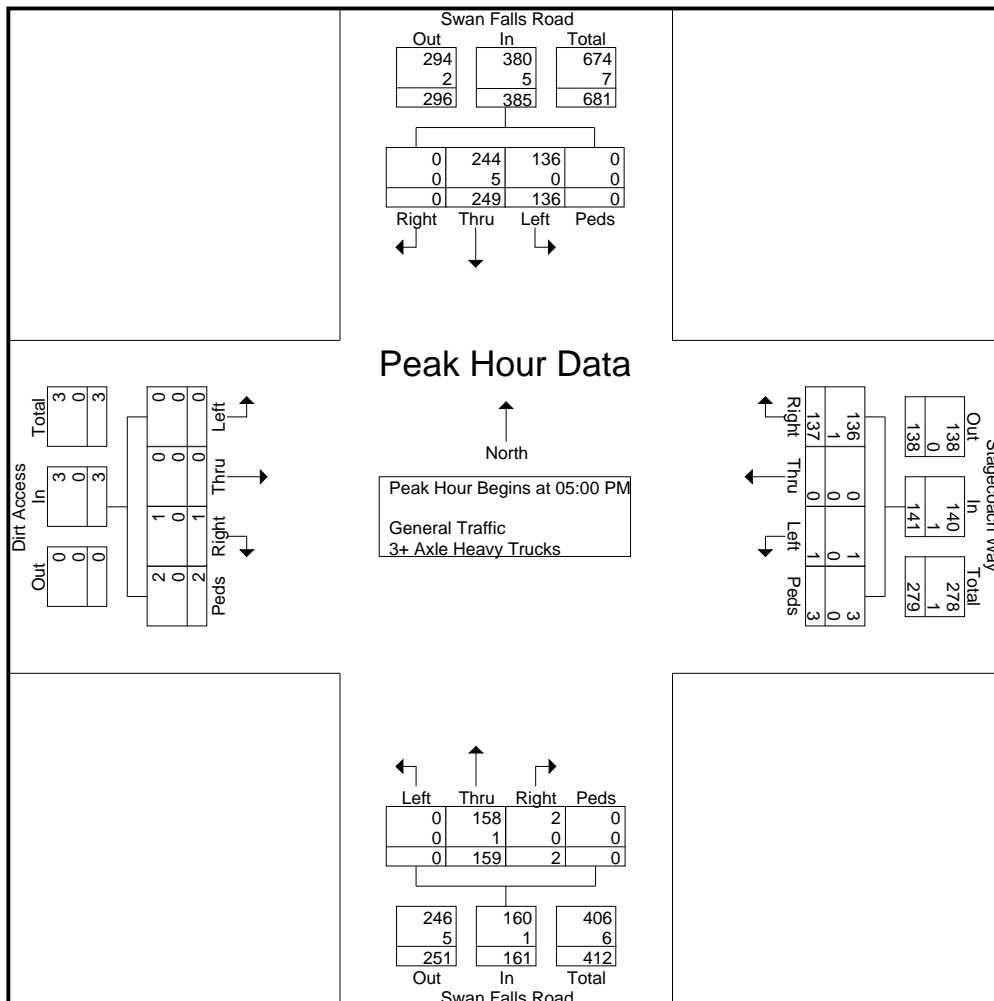 Swan Falls Road
Out In Total
294 380 674
2 5 7
296 385 681
0 244 136 0
0 5 0 0
0 249 136 0
Right Thru Left Peds
Peak Hour Data
North
Peak Hour Begins at 05:00 PM
General Traffic
3+ Axle Heavy Trucks
Dirt Access
Out In Total
0 3 3
0 0 0
0 3 3
Left Thru Right Peds
0 0 1 2
0 0 0 0
0 0 1 2
Stagecoach Way
Out In Total
138 140 278
0 1 1
138 141 279
Right Thru Left Peds
136 0 1 3
1 0 0 0
137 0 1 3
Left Thru Right Peds
0 158 2 0
0 1 0 0
0 159 2 0
246 160 406
5 1 6
251 161 412
Out In Total
Swan Falls Road